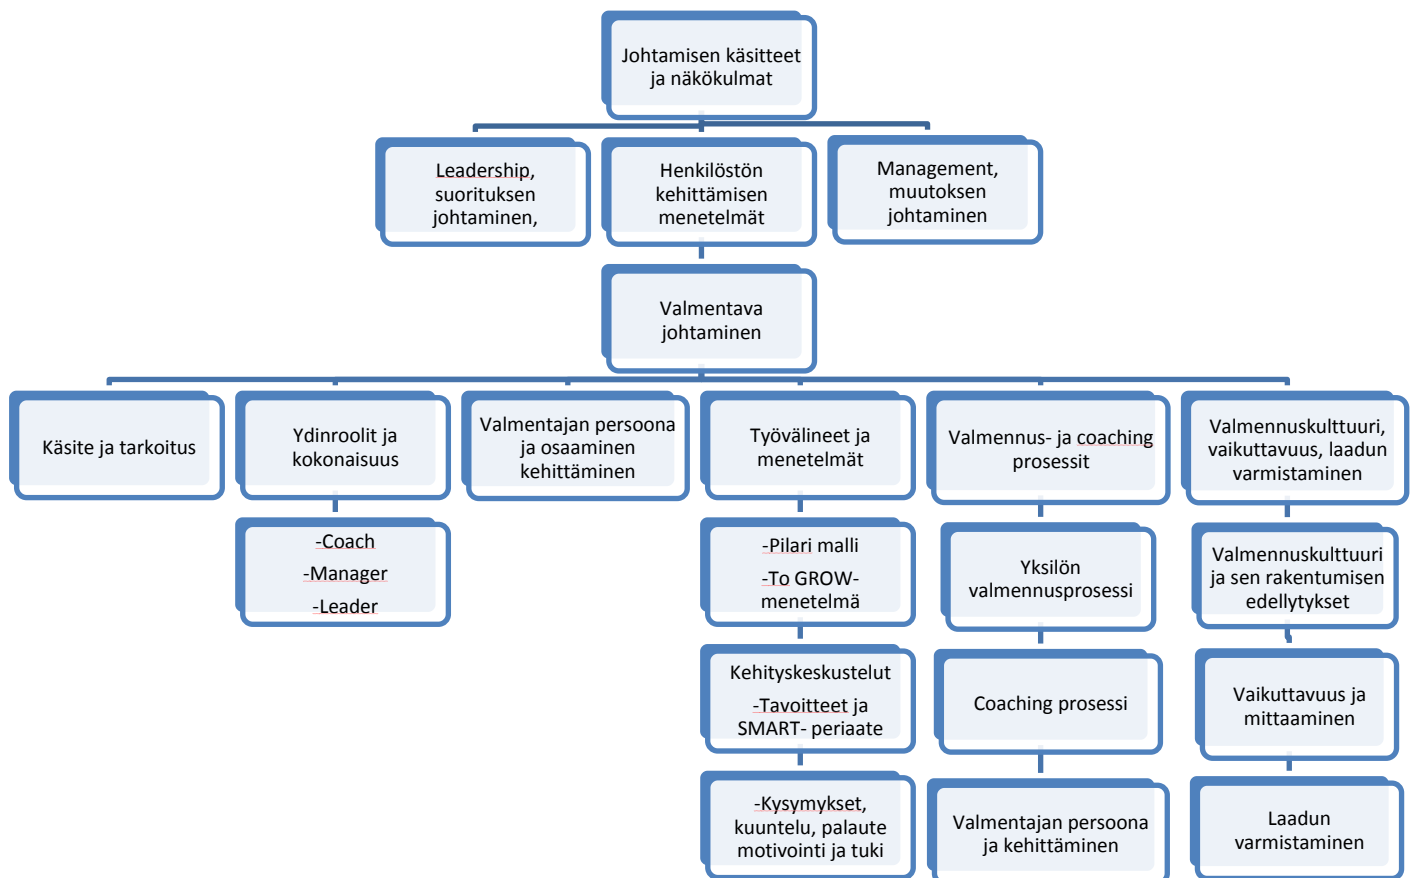 Johtamisen käsitteet
ja näkökulmat
Leadership,
suorituksen
johtaminen,
Henkilöstön
kehittämisen
menetelmät
Management,
muutoksen
johtaminen
Valmentava
johtaminen
Käsite ja tarkoitus
Ydinroolit ja
kokonaisuus
Valmentajan persoona
ja osaaminen
kehittäminen
Työvälineet ja
menetelmät
Valmennus- ja coaching
prosessit
Valmennuskulttuuri,
vaikuttavuus, laadun
varmistaminen
-Coach
-Manager
-Leader
-Pilari malli
-To GROW-
menetelmä
Yksilön
valmennusprosessi
Valmennuskulttuuri
ja sen rakentumisen
edellytykset
Kehityskeskustelut
-Tavoitteet ja
SMART- periaate
Coaching prosessi
Vaikuttavuus ja
mittaaminen
-Kysymykset,
kuuntelu, palaute
motivointi ja tuki
Valmentajan persoona
ja kehittäminen
Laadun
varmistaminen